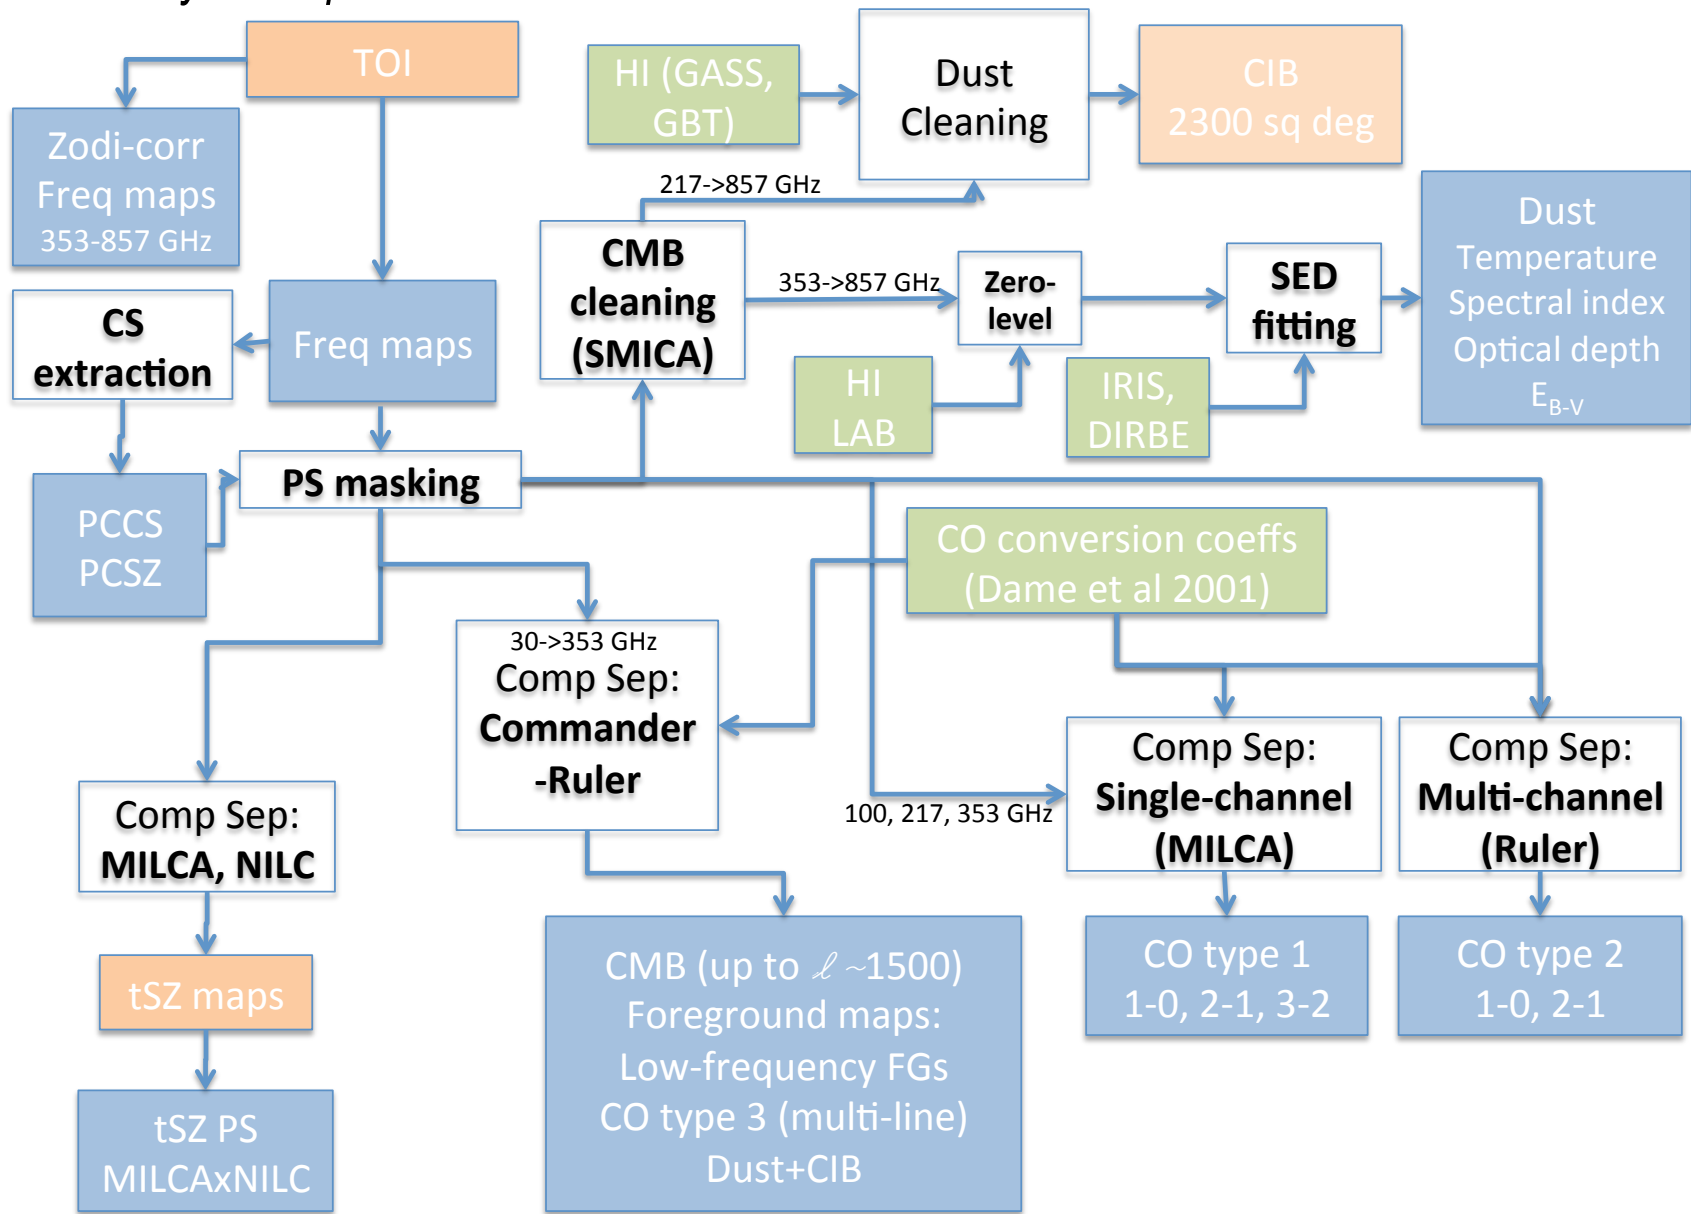 TOI
Zodi-corr
Freq maps
353-857 GHz
HI (GASS,
GBT)
Dust
Cleaning
CIB
2300 sq deg
217->857 GHz
CMB
cleaning
(SMICA)
353->857 GHz
Zero-
level
SED
fitting
Dust
Temperature
Spectral index
Optical depth
E_B-V
CS
extraction
Freq maps
HI
LAB
IRIS,
DIRBE
PS masking
PCCS
PCSZ
CO conversion coeffs
(Dame et al 2001)
30->353 GHz
Comp Sep:
Commander
-Ruler
100, 217, 353 GHz
Comp Sep:
Single-channel
(MILCA)
Comp Sep:
Multi-channel
(Ruler)
Comp Sep:
MILCA, NILC
tSZ maps
tSZ PS
MILCAxNILC
CMB (up to ℓ ~1500)
Foreground maps:
Low-frequency FGs
CO type 3 (multi-line)
Dust+CIB
CO type 1
1-0, 2-1, 3-2
CO type 2
1-0, 2-1